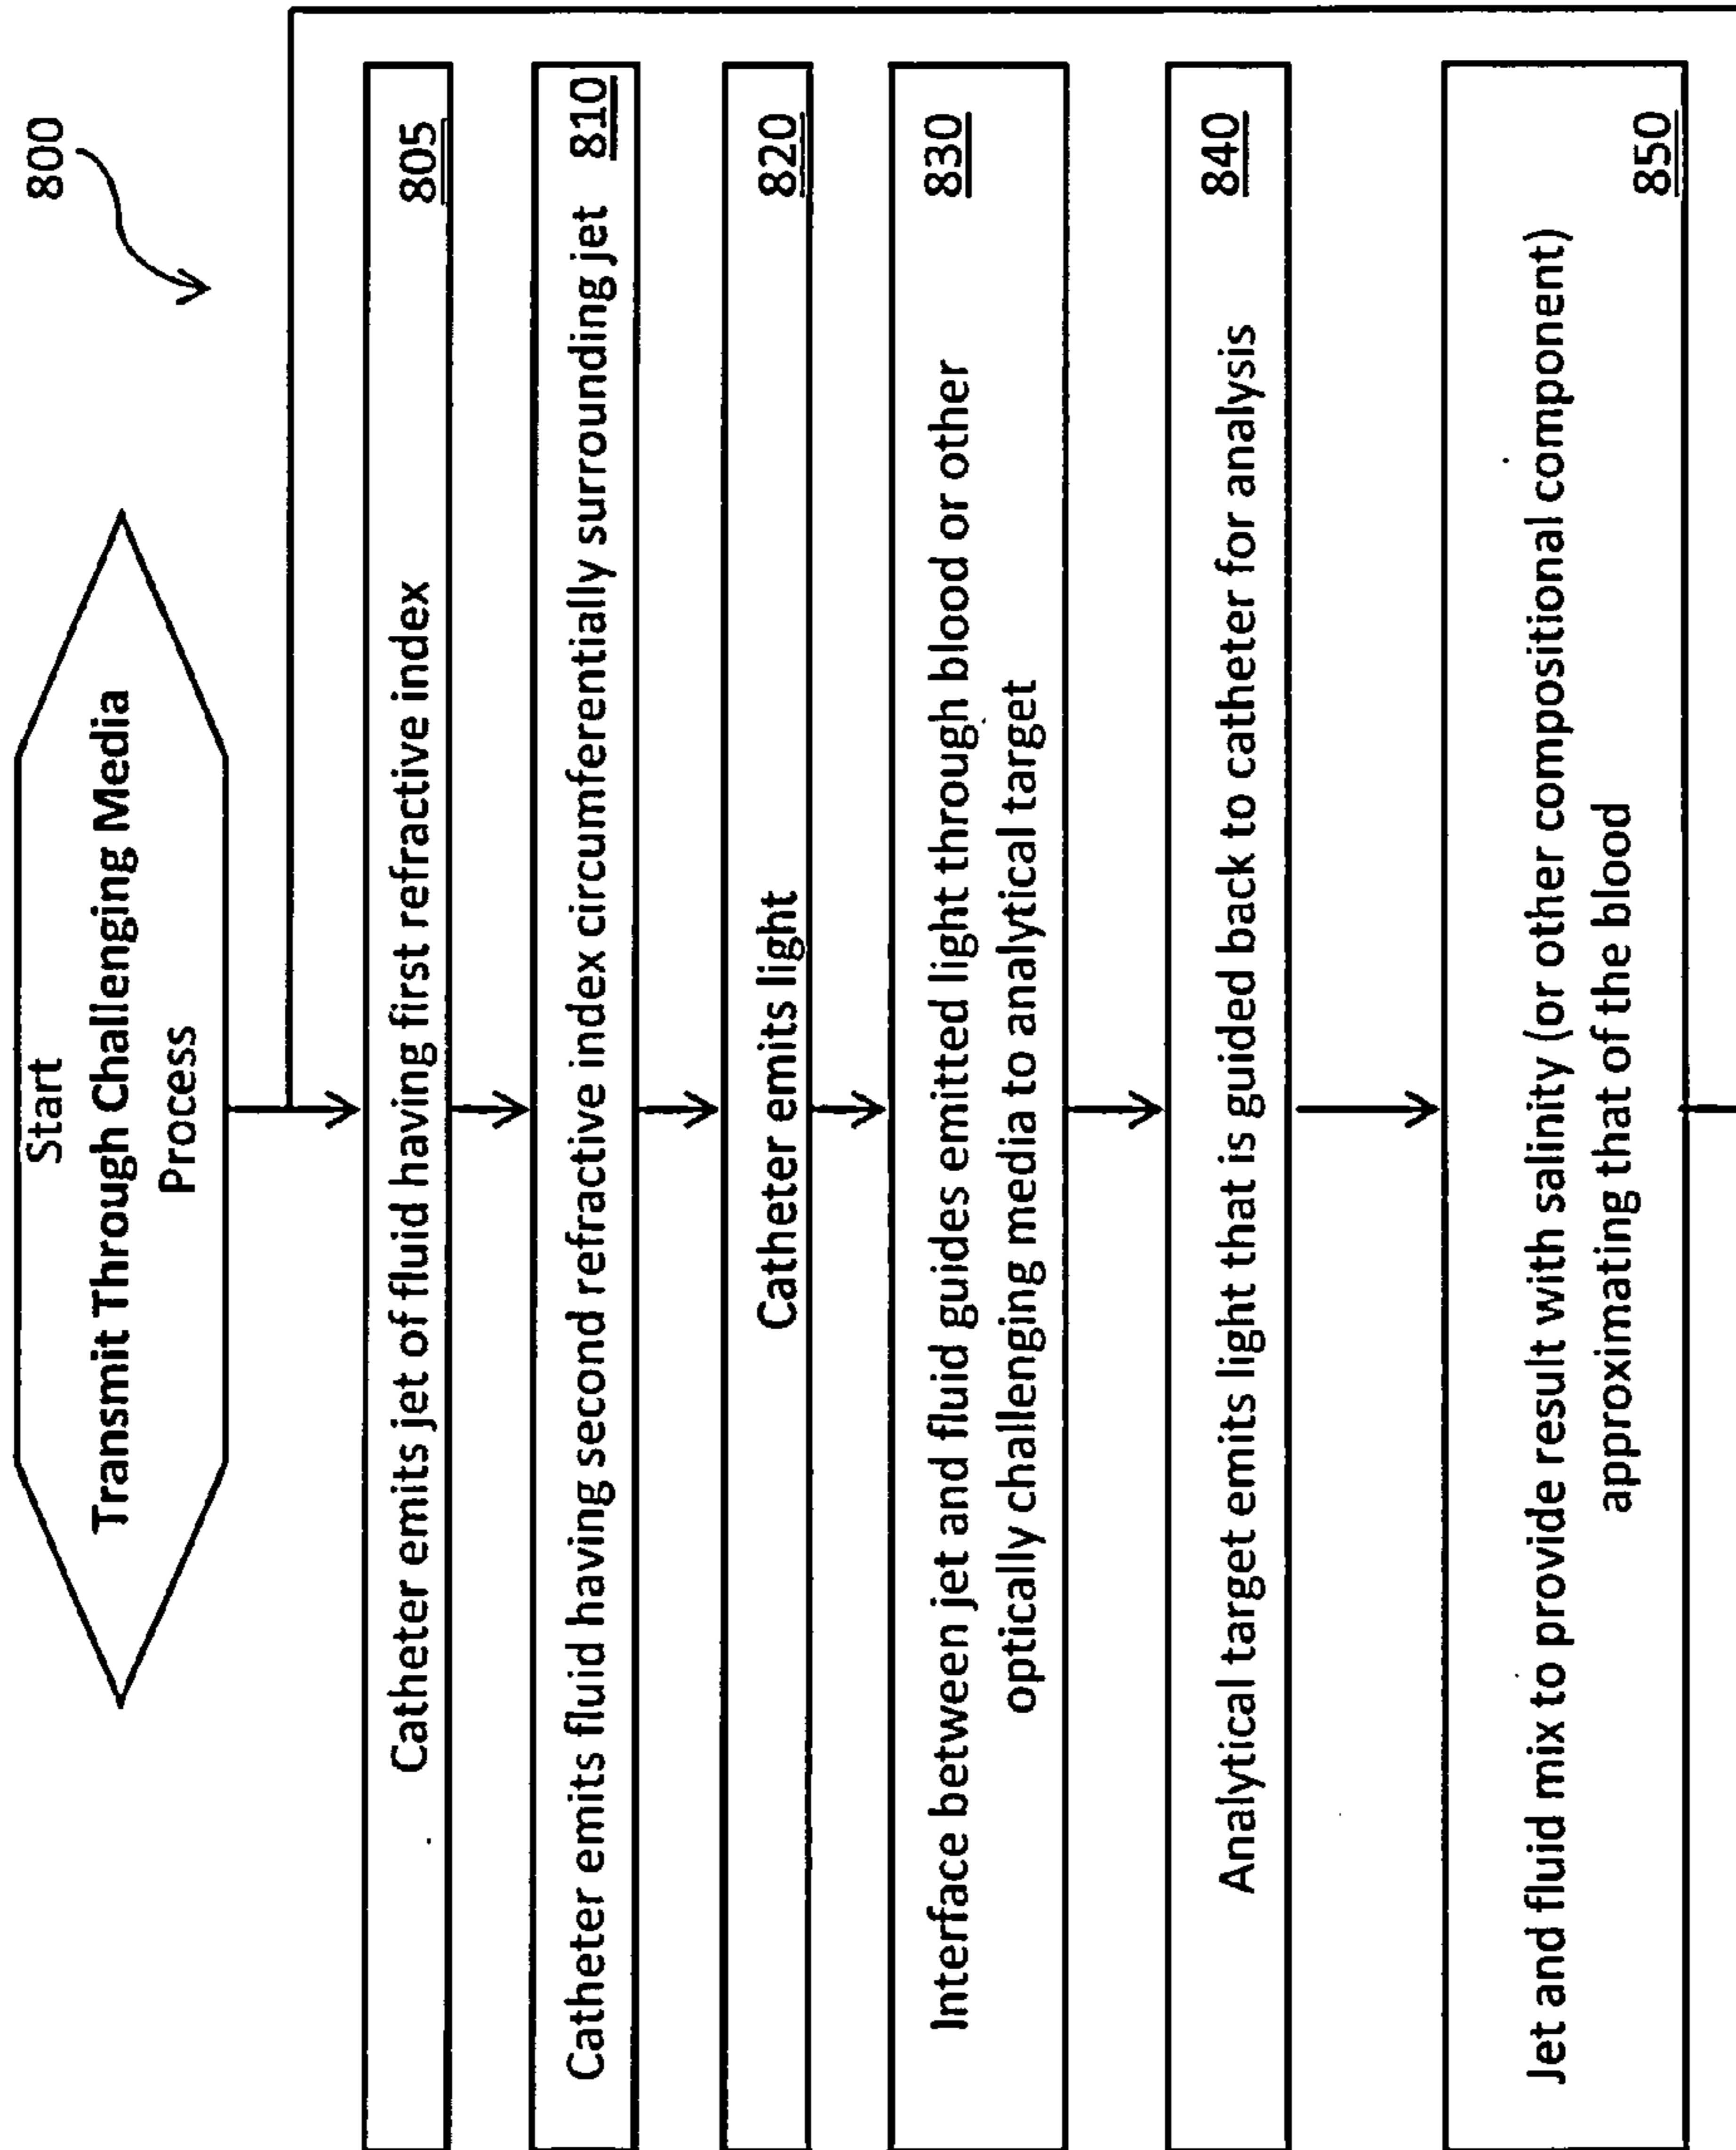 800
Start
Transmit Through Challenging Media
Process
Catheter emits jet of fluid having first refractive index 805
Catheter emits fluid having second refractive index circumferentially surrounding jet 810
Catheter emits light 820
Interface between jet and fluid guides emitted light through blood or other 830
optically challenging media to analytical target
Analytical target emits light that is guided back to catheter for analysis 840
Jet and fluid mix to provide result with salinity (or other compositional component)
approximating that of the blood
850